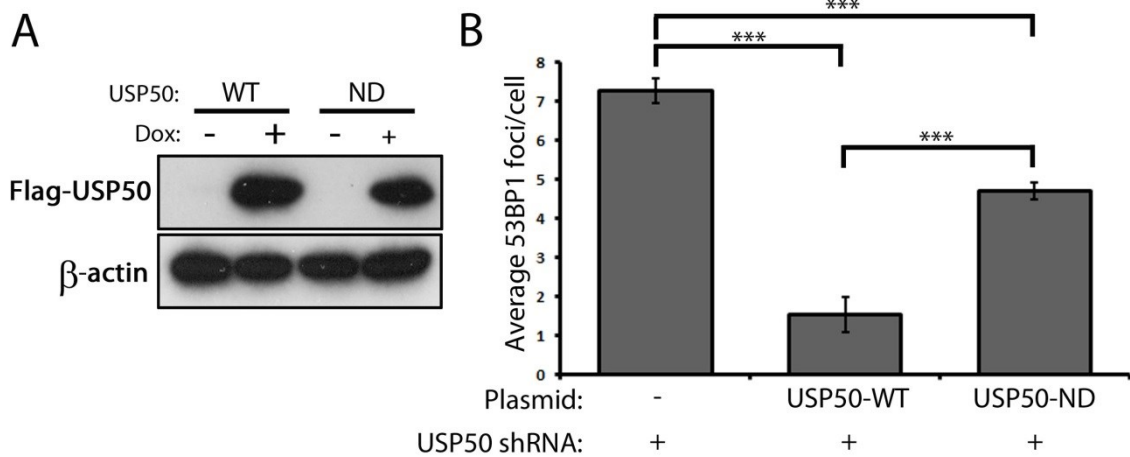 A
USP50: WT ND
Dox: - + - +
Flag-USP50
β-actin
B
***
***
***
Average 53BP1 foci/cell
8
7
6
5
4
3
2
1
0
Plasmid: - USP50-WT USP50-ND
USP50 shRNA: + + +